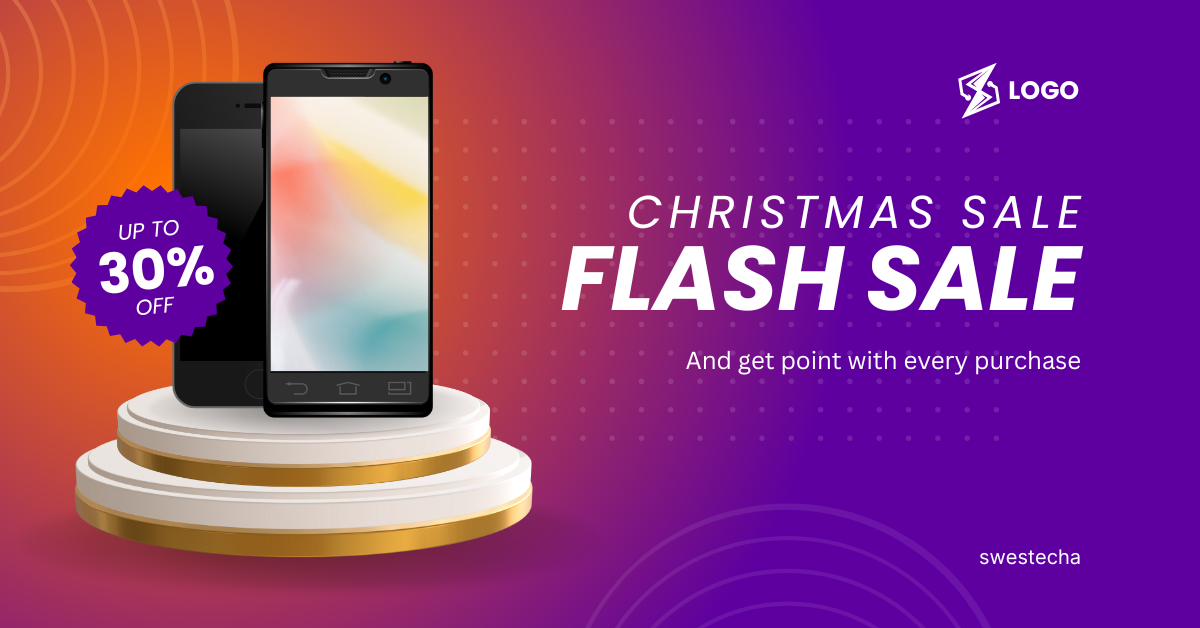 LOGO
CHRISTMAS SALE
FLASH SALE
And get point with every purchase
UP TO
30%
OFF
swestecha